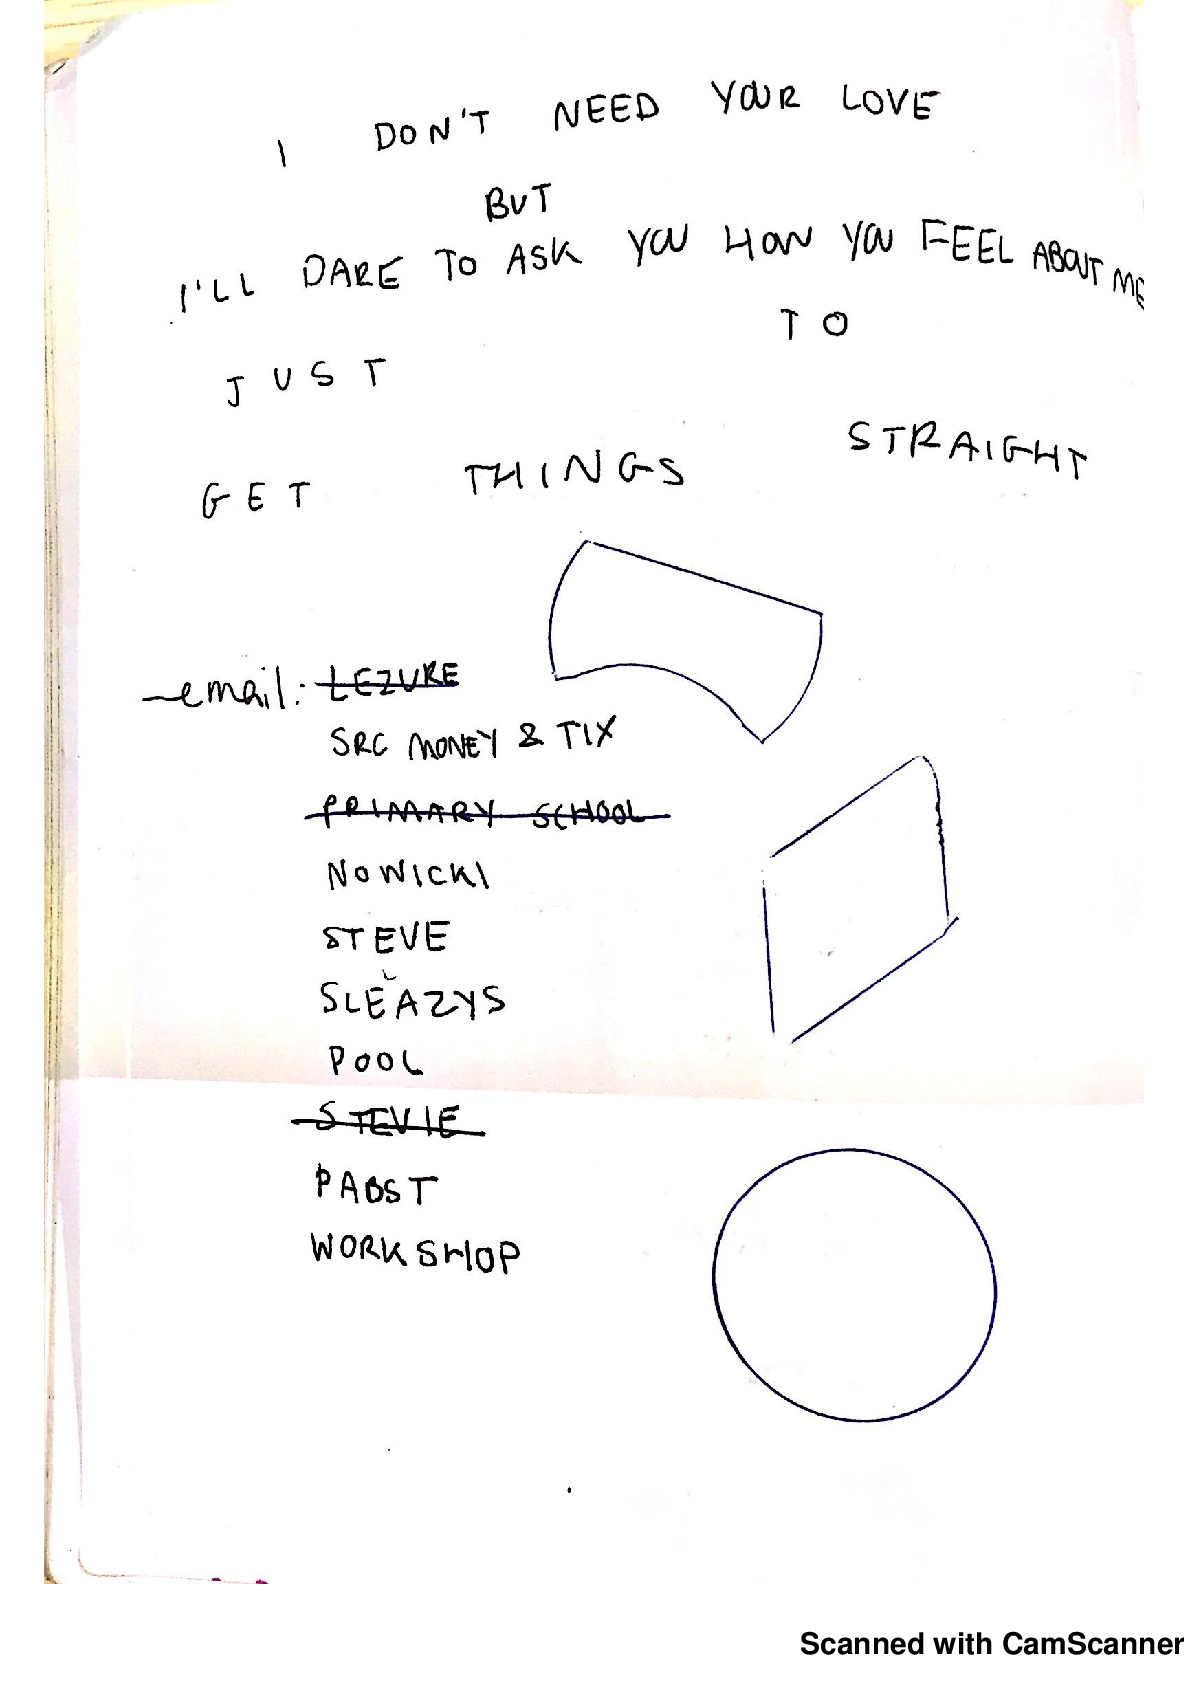 I DON'T NEED YOUR LOVE
BUT
I'LL DARE TO ASK YOU HOW YOU FEEL ABOUT ME
JUST TO
GET THINGS STRAIGHT
email: LEZURE
SRC MONEY & TIX
PRIMARY SCHOOL
NOWICKI
STEVE
SLEAZYS
POOL
STEVIE
PABST
WORKSHOP
Scanned with CamScanner